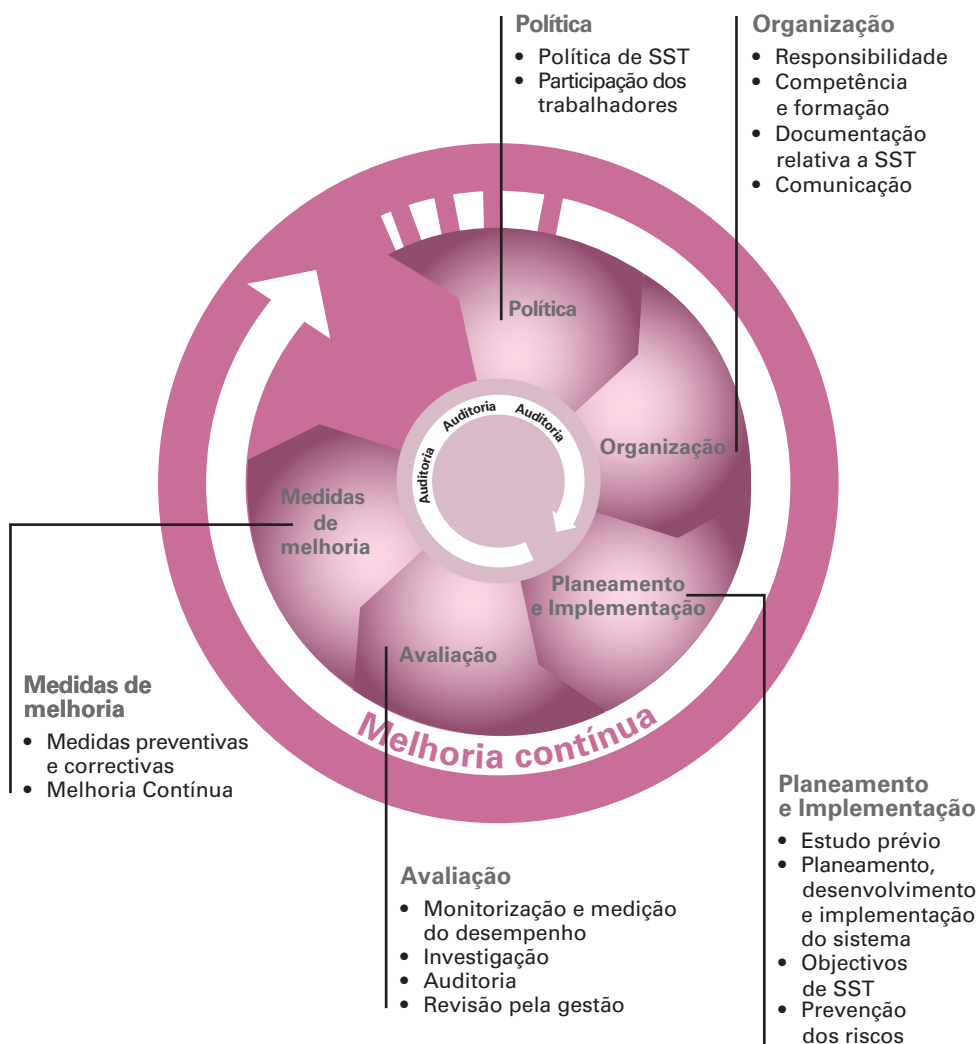 Política
• Política de SST
• Participação dos
trabalhadores
Organização
• Responsibilidade
• Competência
e formação
• Documentação
relativa a SST
• Comunicação
Política
Organização
Planeamento
e Implementação
Avaliação
Medidas
de
melhoria
Auditoria
Auditoria
Auditoria
Melhoria contínua
Medidas de
melhoria
• Medidas preventivas
e correctivas
• Melhoria Contínua
Avaliação
• Monitorização e medição
do desempenho
• Investigação
• Auditoria
• Revisão pela gestão
Planeamento
e Implementação
• Estudo prévio
• Planeamento,
desenvolvimento
e implementação
do sistema
• Objectivos
de SST
• Prevenção
dos riscos